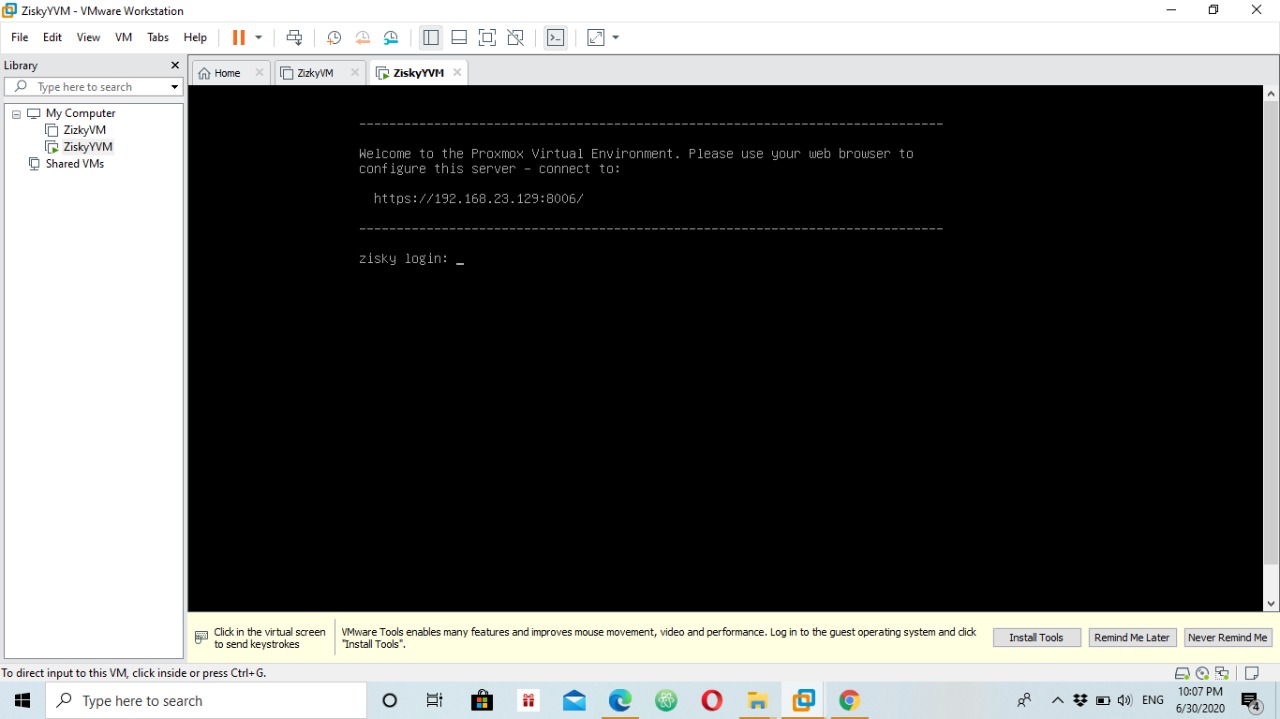 ZiskyYVM - VMware Workstation
File Edit View VM Tabs Help
Library
Type here to search
My Computer
ZizkyVM
ZiskyYVM
Shared VMs
Home
ZizkyVM
ZiskyYVM
--------------------------------------------------------------------------------
Welcome to the Proxmox Virtual Environment. Please use your web browser to
configure this server - connect to:
https://192.168.23.129:8006/
--------------------------------------------------------------------------------
zisky login: _
Click in the virtual screen
to send keystrokes
VMware Tools enables many features and improves mouse movement, video and performance. Log in to the guest operating system and click
"Install Tools".
Install Tools
Remind Me Later
Never Remind Me
To direct input to this VM, click inside or press Ctrl+G.
Type here to search
ENG
10:07 PM
6/30/2020
4